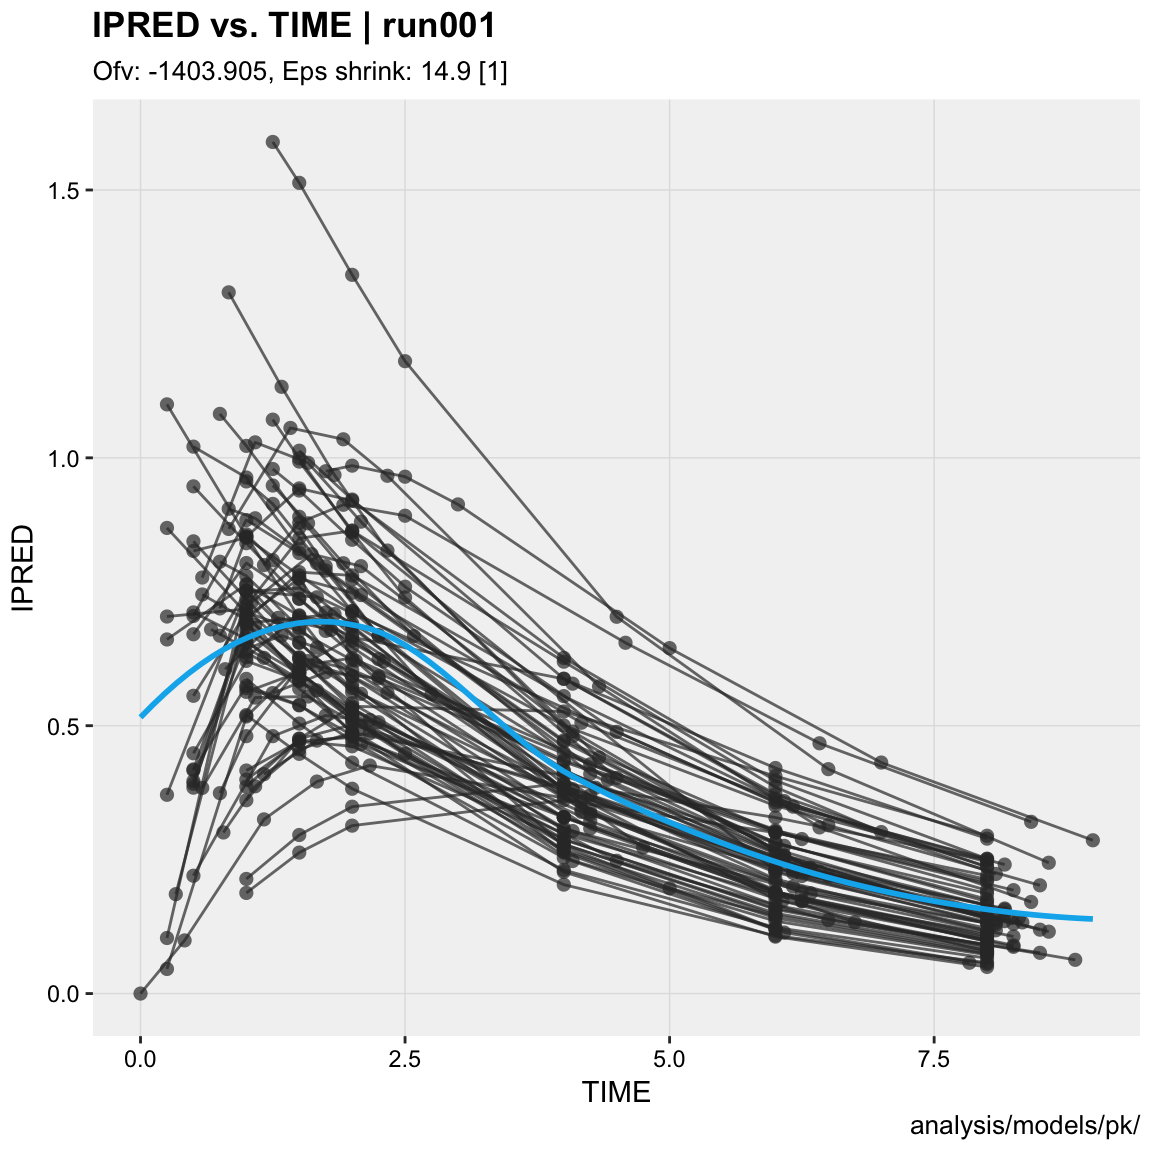 IPRED vs. TIME | run001
Ofv: -1403.905, Eps shrink: 14.9 [1]
IPRED
1.5
1.0
0.5
0.0
0.0 2.5 5.0 7.5
TIME
analysis/models/pk/